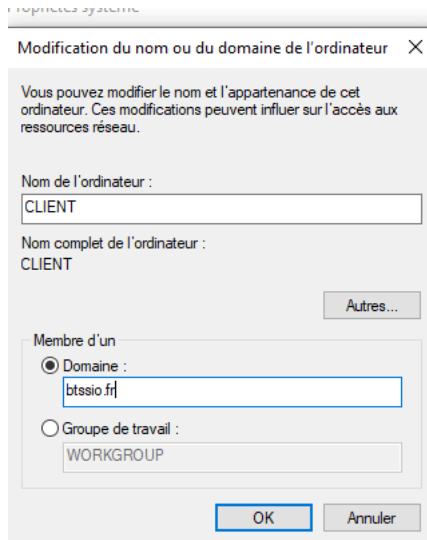 Propriétés système
Modification du nom ou du domaine de l'ordinateur
Vous pouvez modifier le nom et l'appartenance de cet
ordinateur. Ces modifications peuvent influer sur l'accès aux
ressources réseau.
Nom de l'ordinateur :
CLIENT
Nom complet de l'ordinateur :
CLIENT
Autres...
Membre d'un
Domaine :
btssio.fr
Groupe de travail :
WORKGROUP
OK Annuler